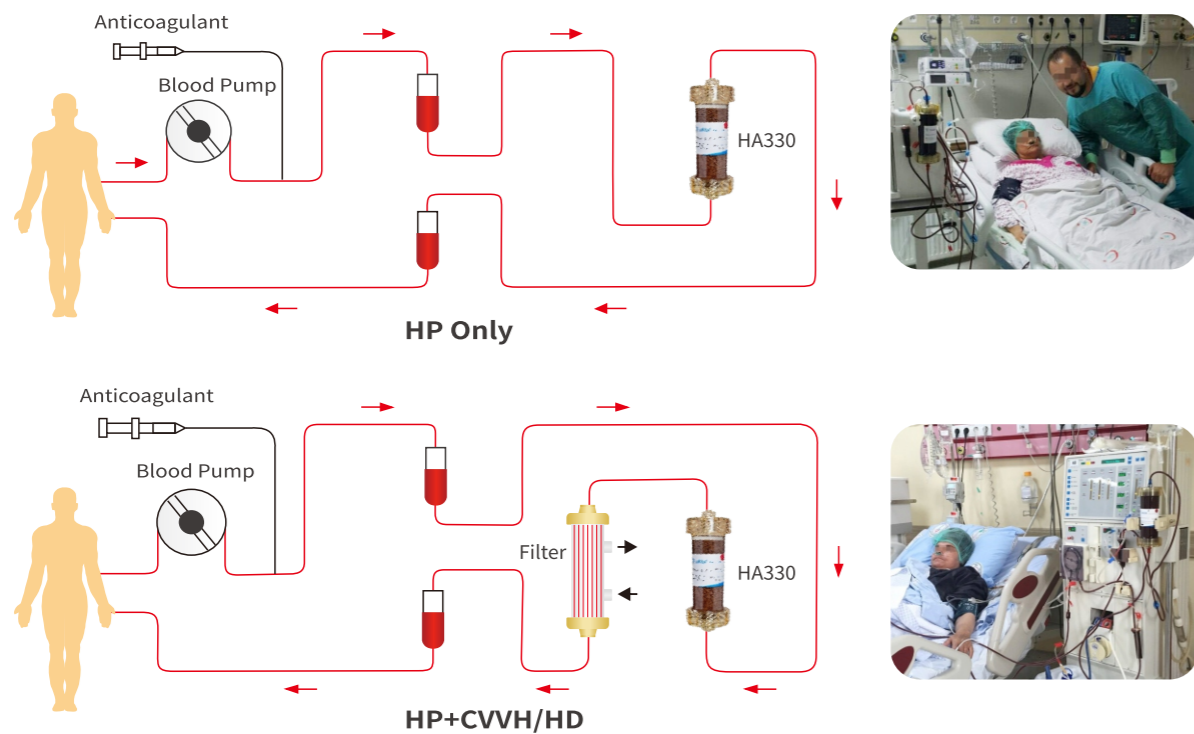 Anticoagulant
Blood Pump
HA330
HP Only
Anticoagulant
Blood Pump
Filter
HA330
HP+CVVH/HD